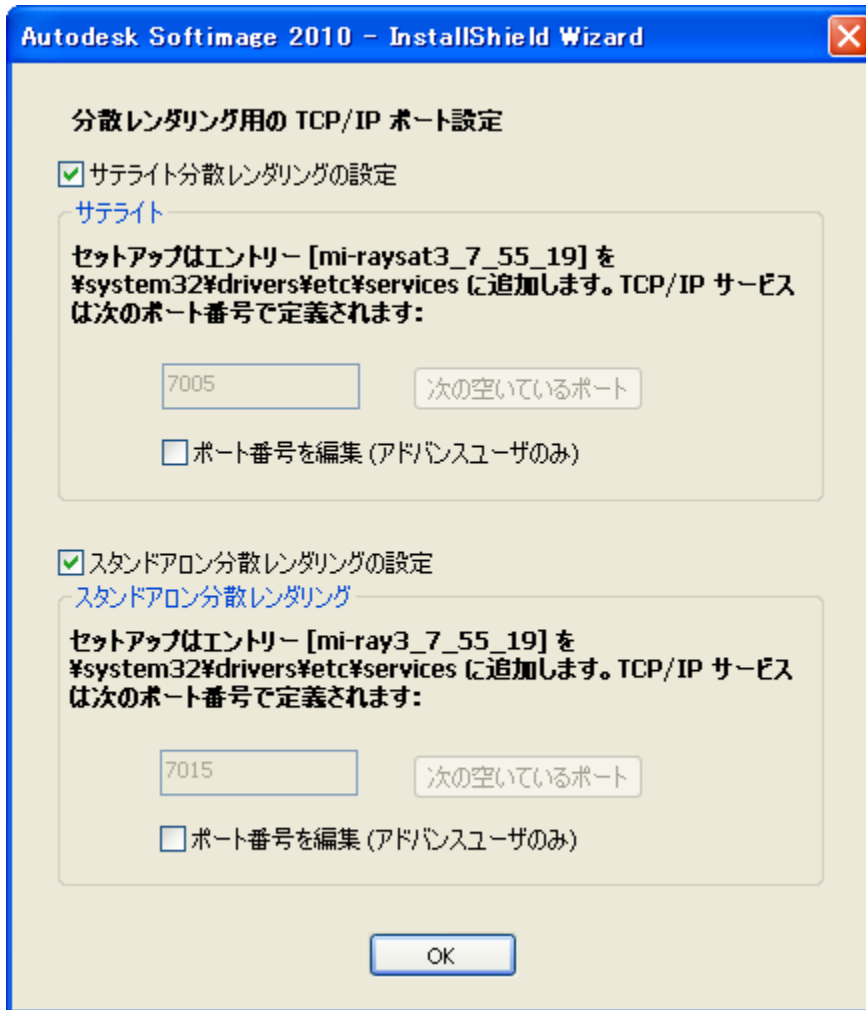 Autodesk Softimage 2010 - InstallShield Wizard
分散レンダリング用の TCP/IP ポート設定
サテライト分散レンダリングの設定
サテライト
セットアップはエントリー [mi-raysat3_7_55_19] を
¥system32¥drivers¥etc¥services に追加します。TCP/IP サービス
は次のポート番号で定義されます:
7005
次の空いているポート
ポート番号を編集 (アドバンスユーザのみ)
スタンドアロン分散レンダリングの設定
スタンドアロン分散レンダリング
セットアップはエントリー [mi-ray3_7_55_19] を
¥system32¥drivers¥etc¥services に追加します。TCP/IP サービス
は次のポート番号で定義されます:
7015
次の空いているポート
ポート番号を編集 (アドバンスユーザのみ)
OK